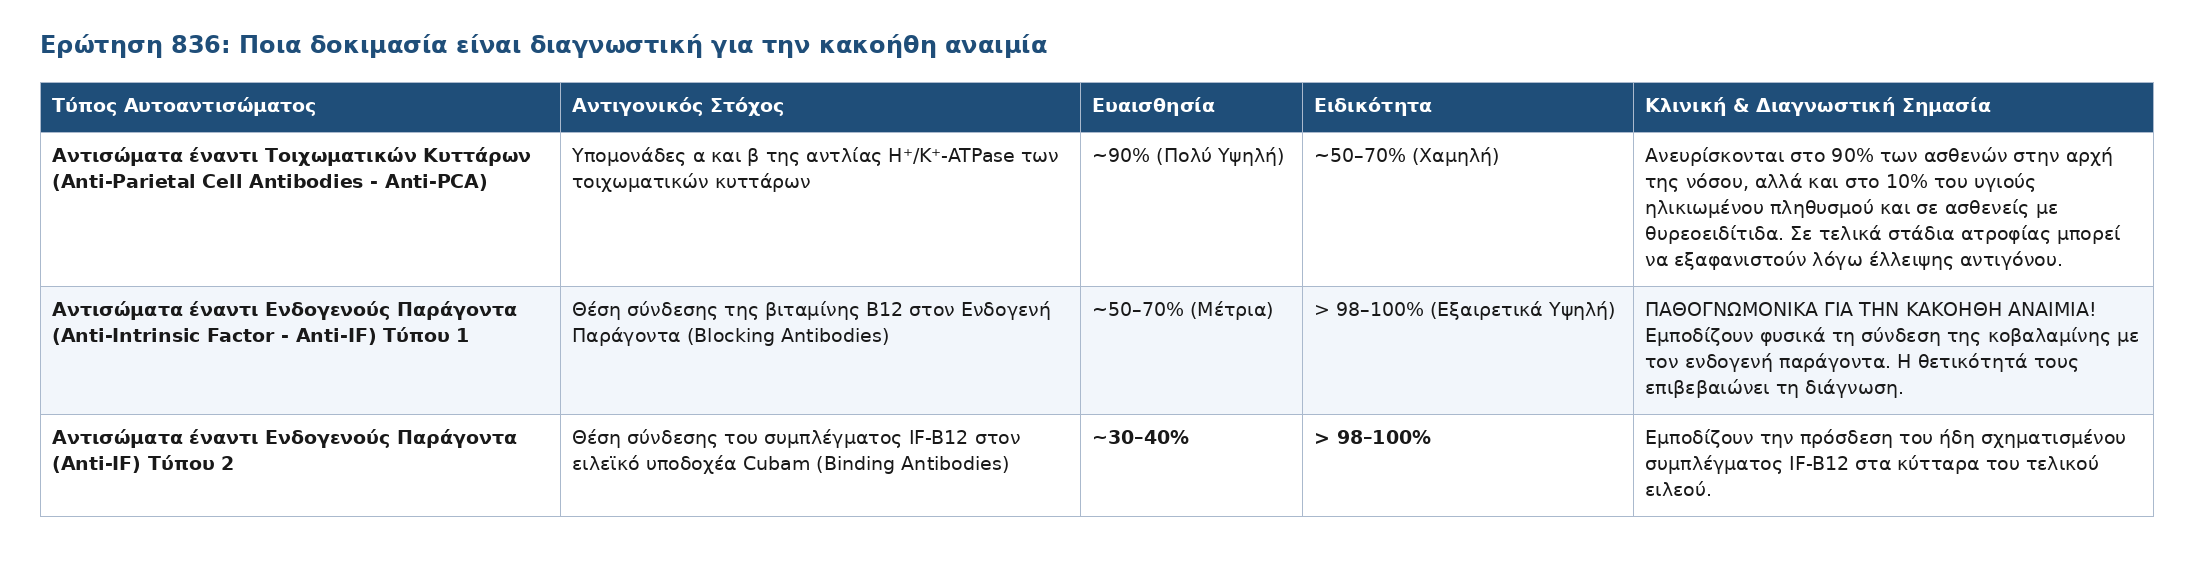 Ερώτηση 836: Ποια δοκιμασία είναι διαγνωστική για την κακοήθη αναιμία
Τύπος Αυτοαντισώματος
Αντιγονικός Στόχος
Ευαισθησία
Ειδικότητα
Κλινική & Διαγνωστική Σημασία
Αντισώματα έναντι Τοιχωματικών Κυττάρων
(Anti-Parietal Cell Antibodies - Anti-PCA)
Υπομονάδες α και β της αντλίας H⁺/K⁺-ATPase των
τοιχωματικών κυττάρων
~90% (Πολύ Υψηλή)
~50–70% (Χαμηλή)
Ανευρίσκονται στο 90% των ασθενών στην αρχή
της νόσου, αλλά και στο 10% του υγιούς
ηλικιωμένου πληθυσμού και σε ασθενείς με
θυρεοειδίτιδα. Σε τελικά στάδια ατροφίας μπορεί
να εξαφανιστούν λόγω έλλειψης αντιγόνου.
Αντισώματα έναντι Ενδογενούς Παράγοντα
(Anti-Intrinsic Factor - Anti-IF) Τύπου 1
Θέση σύνδεσης της βιταμίνης Β12 στον Ενδογενή
Παράγοντα (Blocking Antibodies)
~50–70% (Μέτρια)
> 98–100% (Εξαιρετικά Υψηλή)
ΠΑΘΟΓΝΩΜΟΝΙΚΑ ΓΙΑ ΤΗΝ ΚΑΚΟΗΘΗ ΑΝΑΙΜΙΑ!
Εμποδίζουν φυσικά τη σύνδεση της κοβαλαμίνης με
τον ενδογενή παράγοντα. Η θετικότητά τους
επιβεβαιώνει τη διάγνωση.
Αντισώματα έναντι Ενδογενούς Παράγοντα
(Anti-IF) Τύπου 2
Θέση σύνδεσης του συμπλέγματος IF-B12 στον
ειλεϊκό υποδοχέα Cubam (Binding Antibodies)
~30–40%
> 98–100%
Εμποδίζουν την πρόσδεση του ήδη σχηματισμένου
συμπλέγματος IF-B12 στα κύτταρα του τελικού
ειλεού.